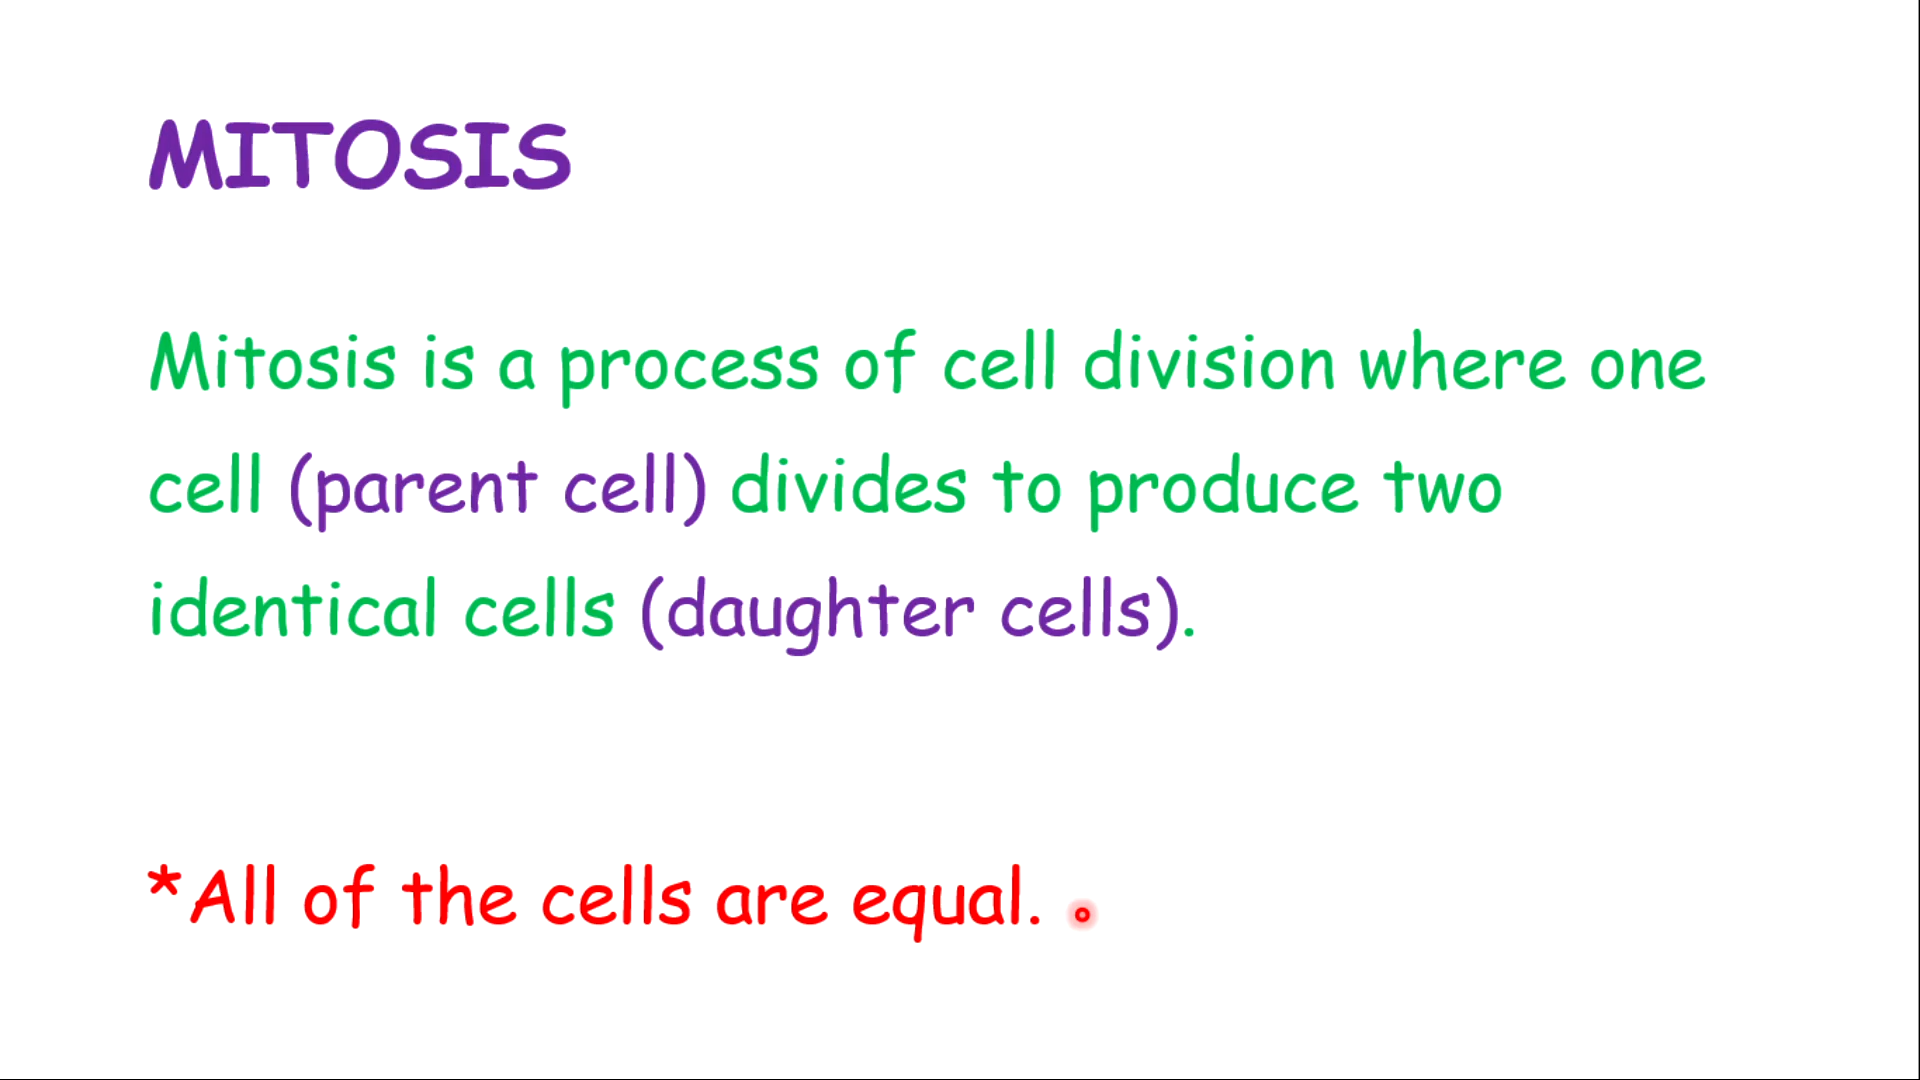 MITOSIS
Mitosis is a process of cell division where one
cell (parent cell) divides to produce two
identical cells (daughter cells).
*All of the cells are equal.